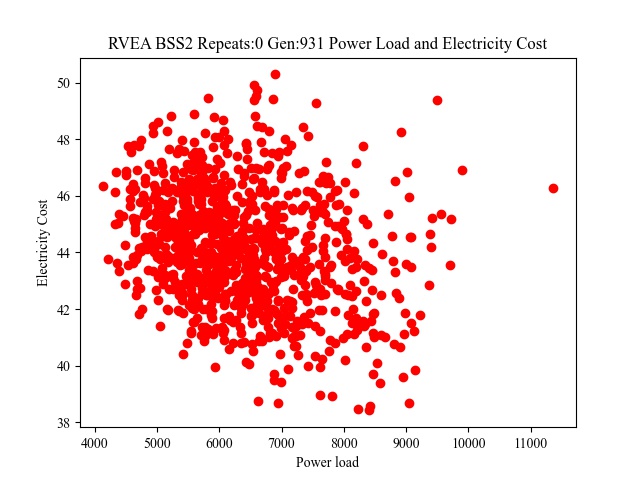 RVEA BSS2 Repeats:0 Gen:931 Power Load and Electricity Cost
50
48
46
44
42
40
38
Electricity Cost
4000 5000 6000 7000 8000 9000 10000 11000
Power load